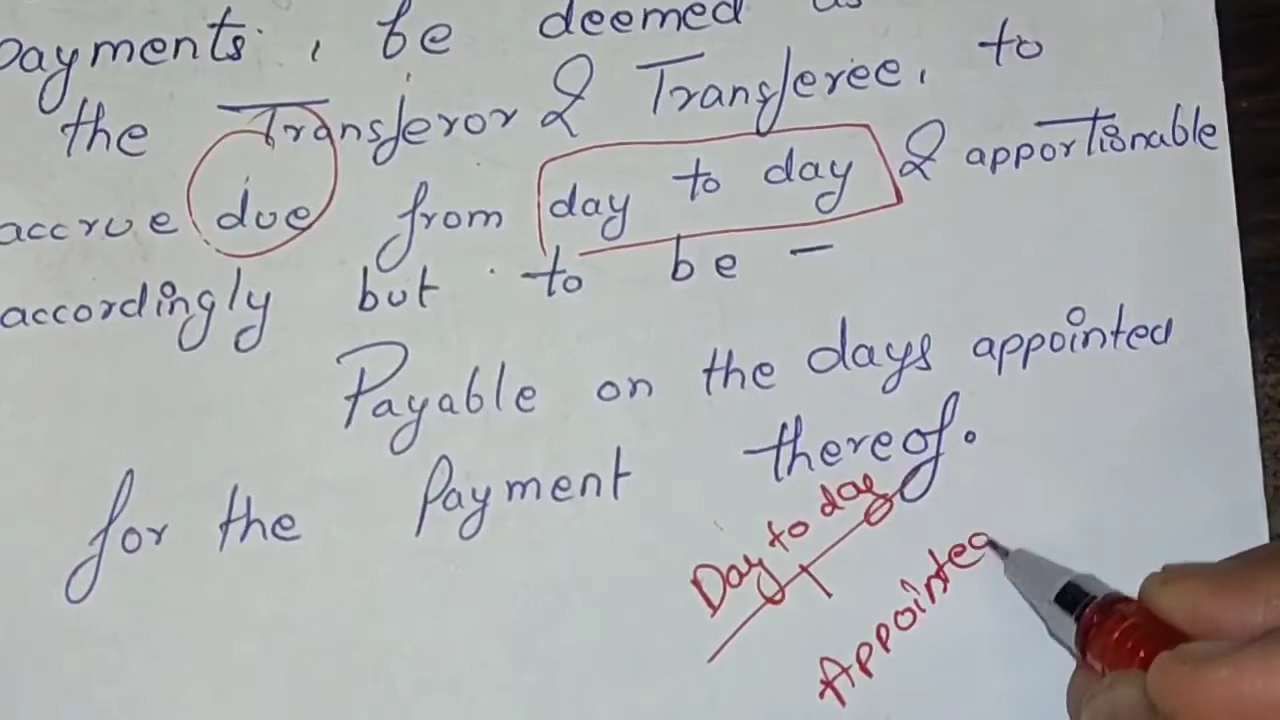 payments, be deemed as
the Transferor & Transferee, to
accrue due from day to day & apportionable
accordingly but to be –
Payable on the days appointed
for the Payment thereof.
Day to day
Appointed